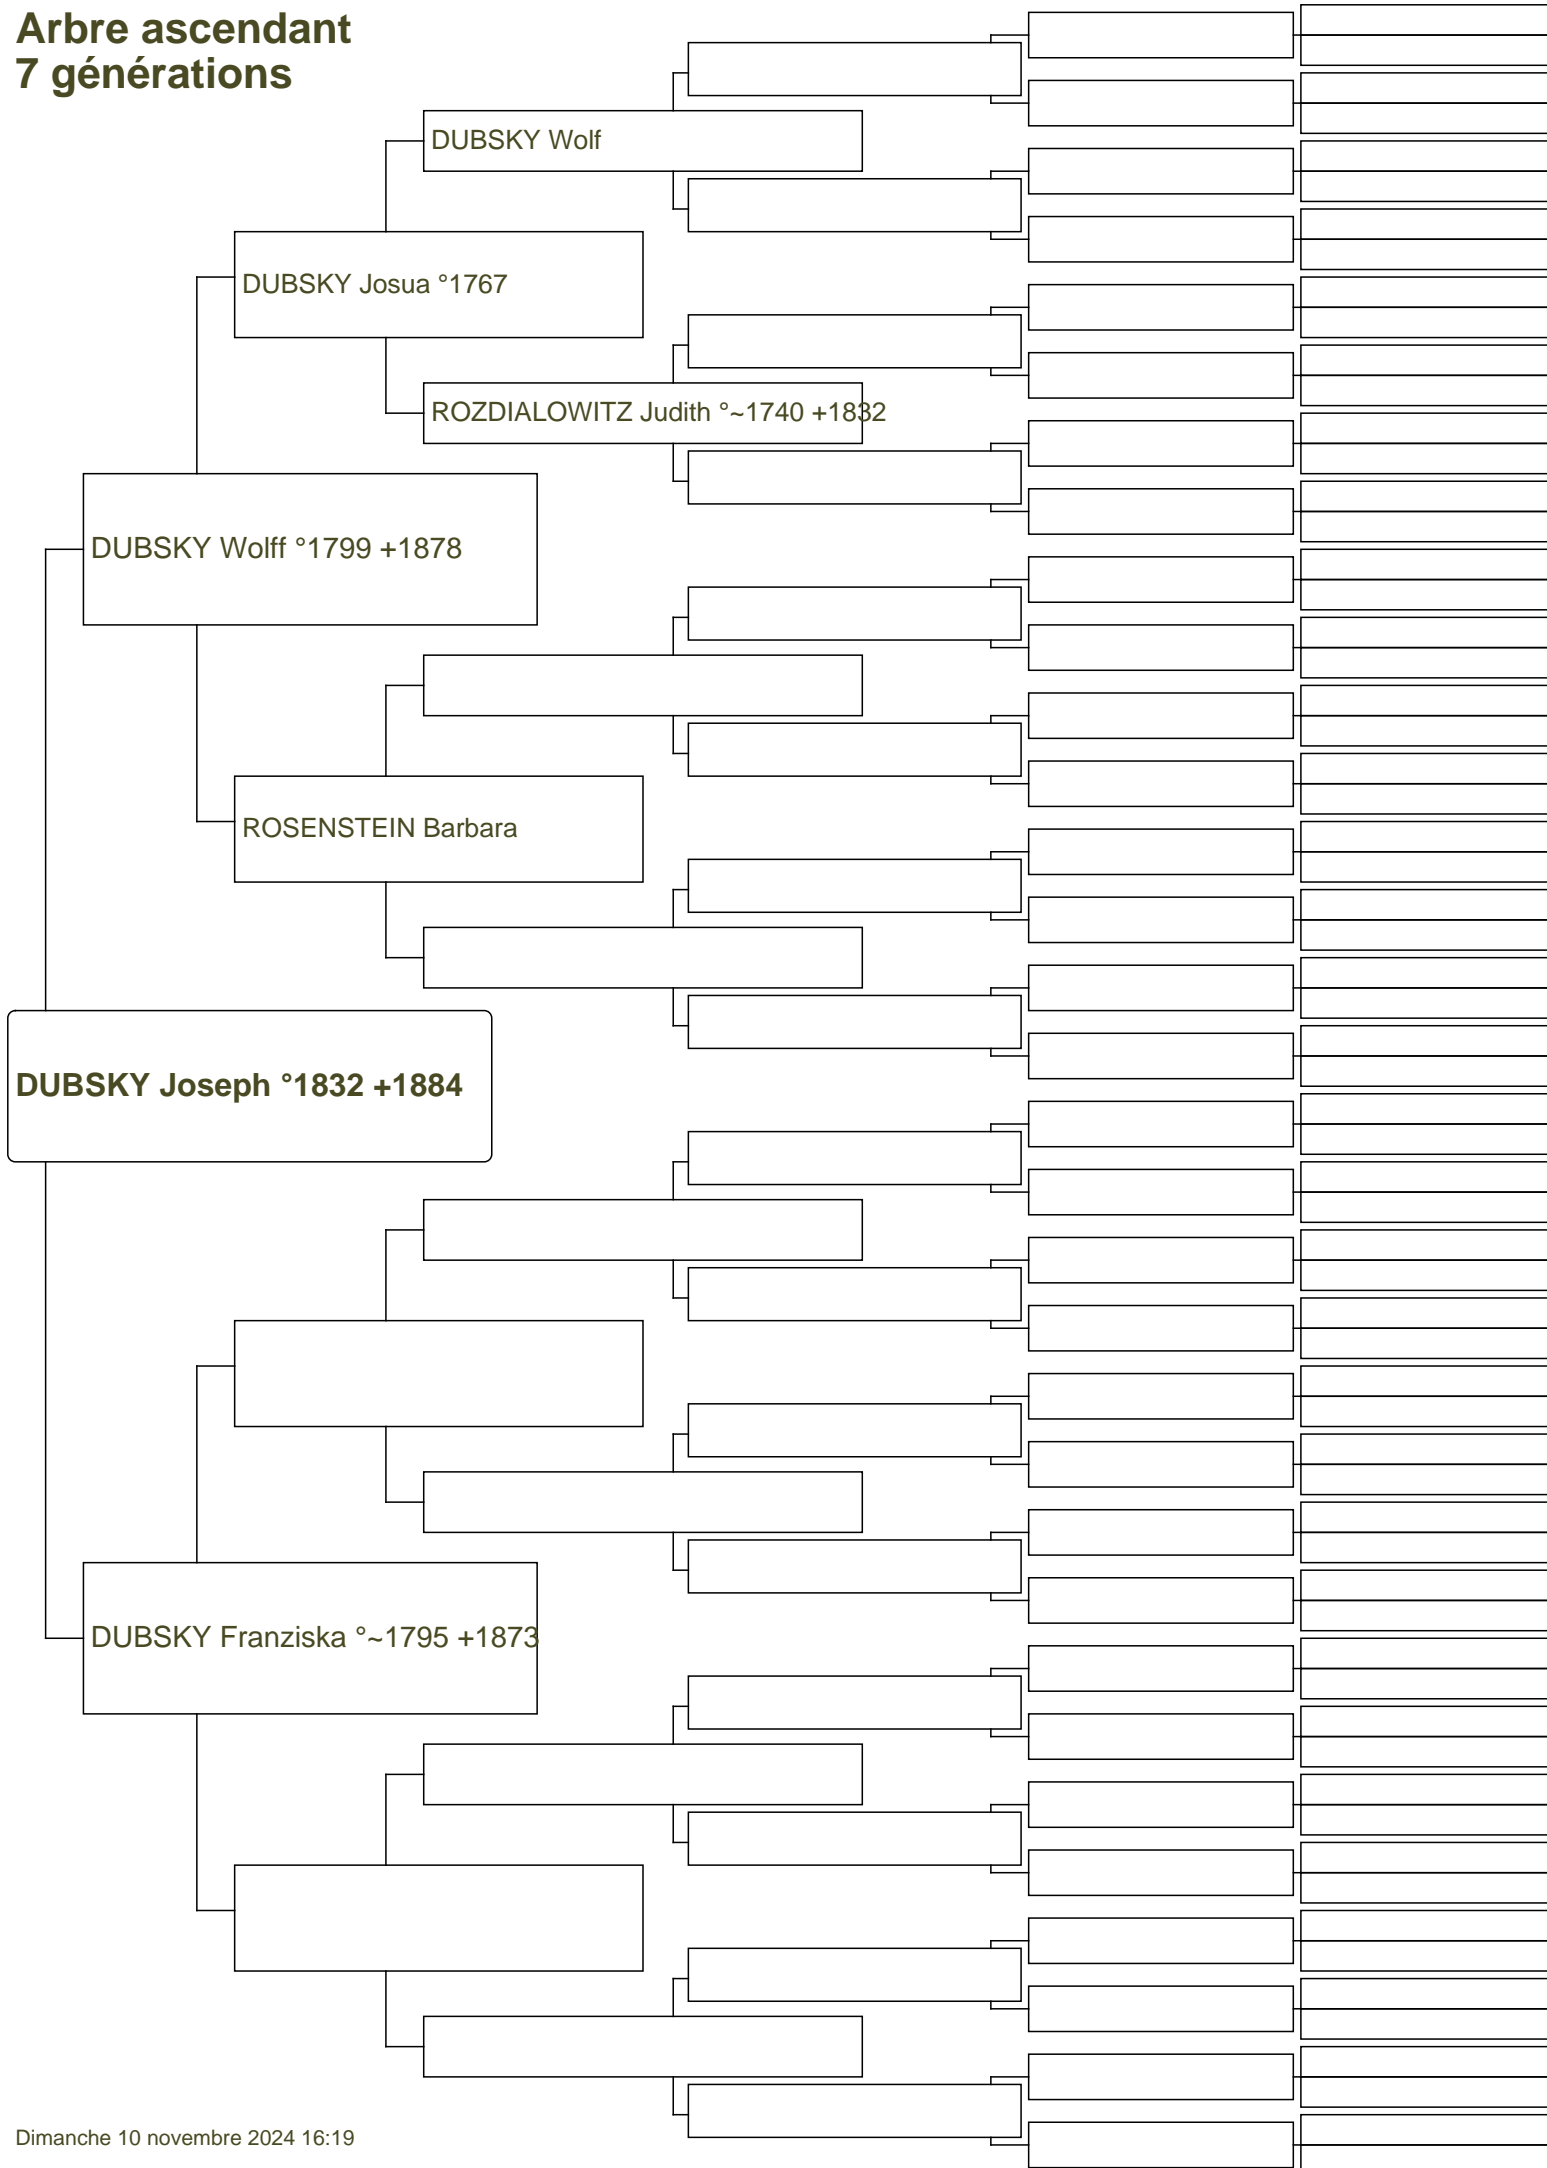 Arbre ascendant
7 générations
DUBSKY Wolf
DUBSKY Josua °1767
ROZDIALOWITZ Judith °~1740 +1832
DUBSKY Wolff °1799 +1878
ROSENSTEIN Barbara
DUBSKY Joseph °1832 +1884
DUBSKY Franziska °~1795 +1873
Dimanche 10 novembre 2024 16:19